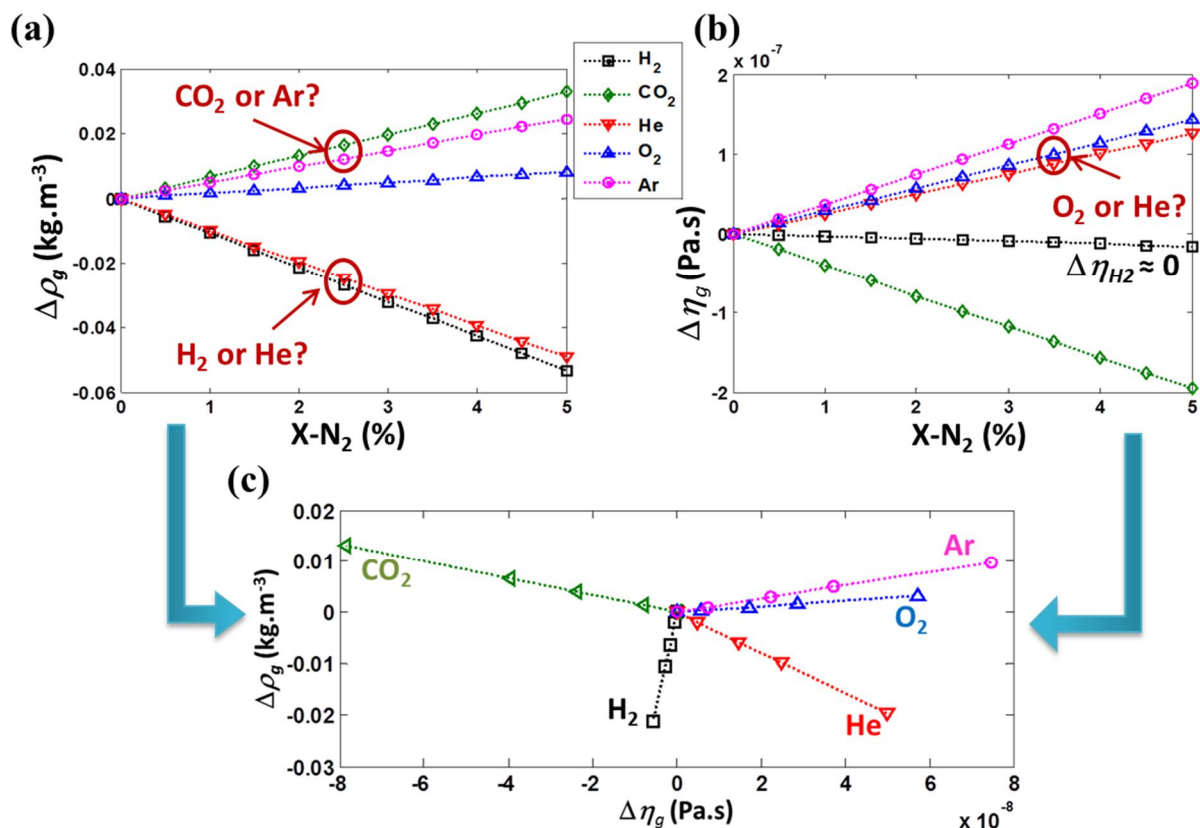 (a)
0.04
0.02
0
-0.02
-0.04
-0.06
Δρg (kg.m-3)
CO2 or Ar?
H2 or He?
0 1 2 3 4 5
X-N2 (%)
H2
CO2
He
O2
Ar
(b)
x 10-7
2
1
0
-1
-2
Δηg (Pa.s)
O2 or He?
ΔηH2 ≈ 0
0 1 2 3 4 5
X-N2 (%)
(c)
0.02
0.01
0
-0.01
-0.02
-0.03
Δρg (kg.m-3)
CO2
Ar
O2
H2
He
-8 -6 -4 -2 0 2 4 6 8
Δηg (Pa.s)
x 10-8